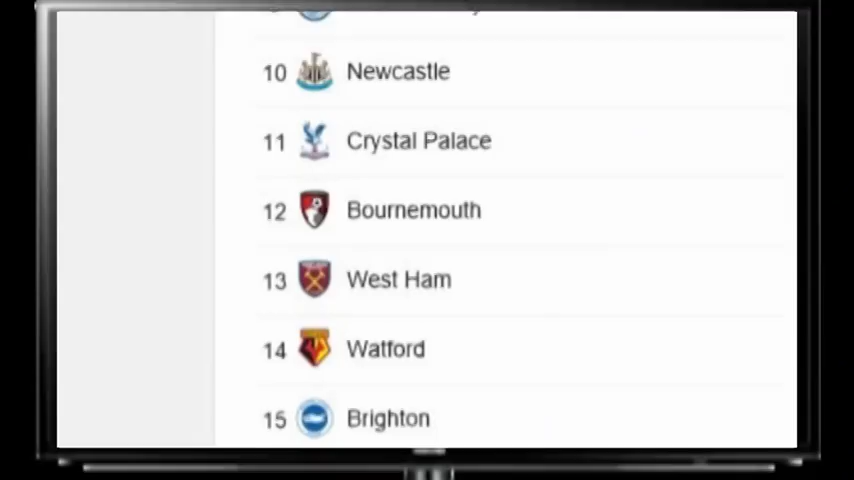 10 Newcastle
11 Crystal Palace
12 Bournemouth
13 West Ham
14 Watford
15 Brighton